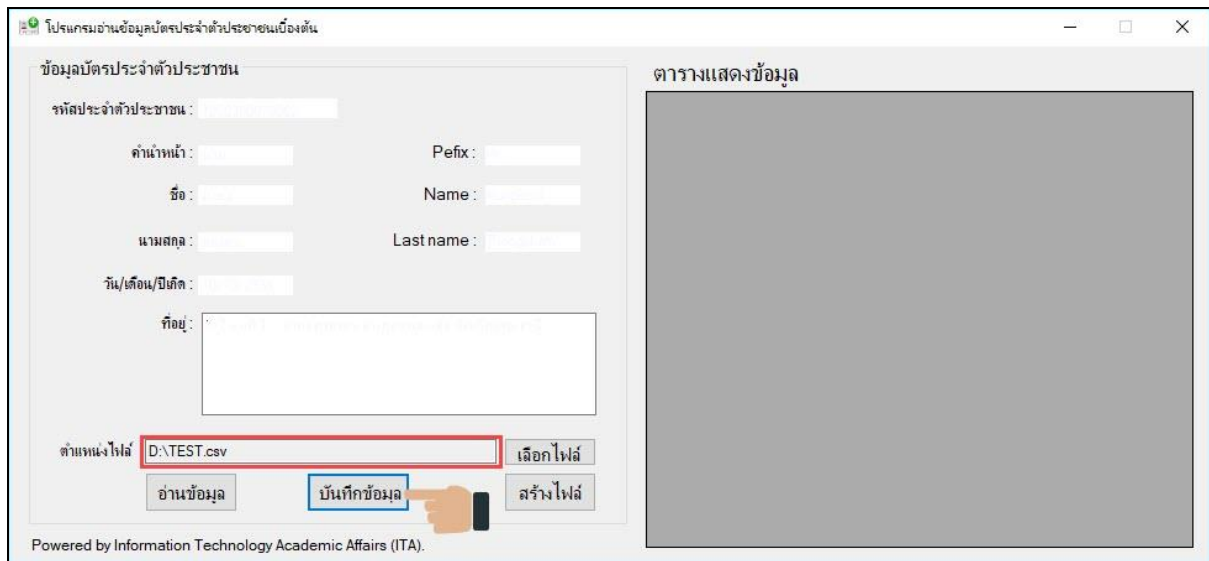 โปรแกรมอ่านข้อมูลบัตรประจำตัวประชาชนเบื้องต้น
ข้อมูลบัตรประจำตัวประชาชน
รหัสประจำตัวประชาชน :
คำนำหน้า :
Pefix :
ชื่อ :
Name :
นามสกุล :
Last name :
วัน/เดือน/ปีเกิด :
ที่อยู่ :
ตำแหน่งไฟล์ D:\TEST.csv เลือกไฟล์
อ่านข้อมูล บันทึกข้อมูล สร้างไฟล์
Powered by Information Technology Academic Affairs (ITA).
ตารางแสดงข้อมูล